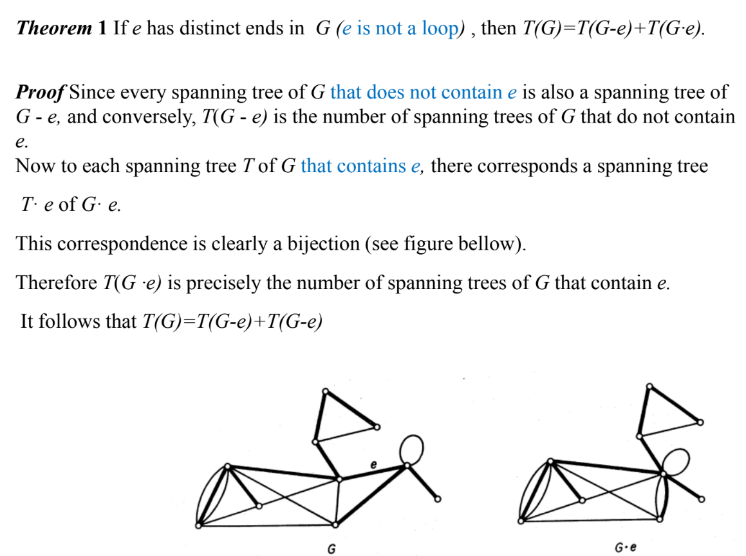 Theorem 1 If e has distinct ends in G (e is not a loop) , then T(G)=T(G-e)+T(G·e).
Proof Since every spanning tree of G that does not contain e is also a spanning tree of
G - e, and conversely, T(G - e) is the number of spanning trees of G that do not contain
e.
Now to each spanning tree T of G that contains e, there corresponds a spanning tree
T· e of G· e.
This correspondence is clearly a bijection (see figure bellow).
Therefore T(G ·e) is precisely the number of spanning trees of G that contain e.
It follows that T(G)=T(G-e)+T(G-e)
e
G
G·e